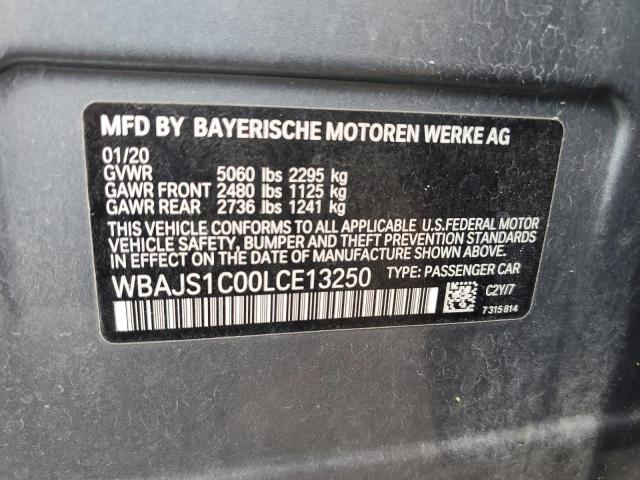 MFD BY BAYERISCHE MOTOREN WERKE AG
01/20
GVWR 5060 lbs 2295 kg
GAWR FRONT 2480 lbs 1125 kg
GAWR REAR 2736 lbs 1241 kg
THIS VEHICLE CONFORMS TO ALL APPLICABLE U.S.FEDERAL MOTOR
VEHICLE SAFETY, BUMPER AND THEFT PREVENTION STANDARDS IN
EFFECT ON THE DATE OF MANUFACTURE SHOWN ABOVE.
WBAJS1C00LCE13250 TYPE: PASSENGER CAR
C2Y/7
7315814